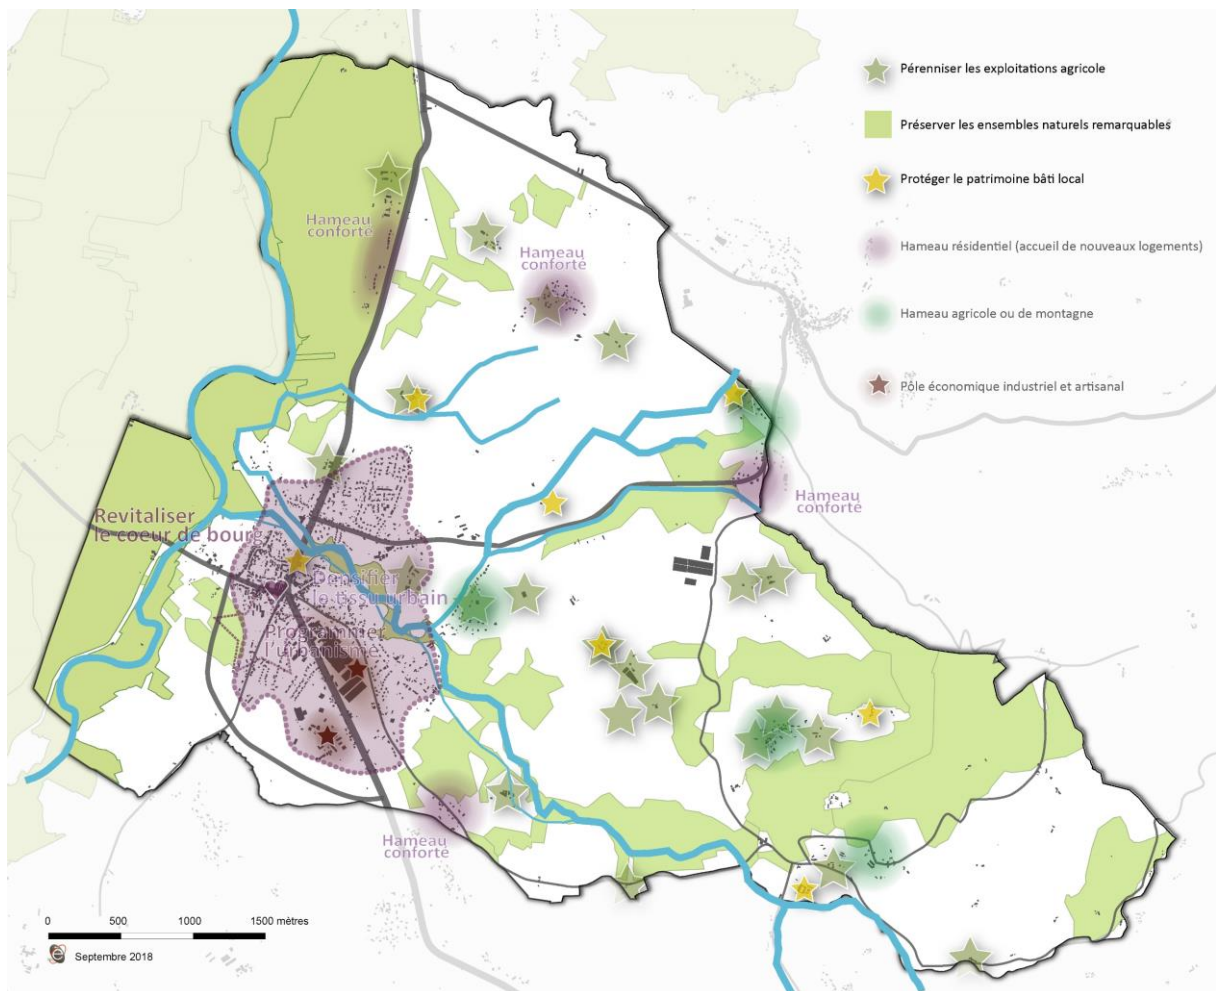 Pérenniser les exploitations agricole
Préserver les ensembles naturels remarquables
Protéger le patrimoine bâti local
Hameau résidentiel (accueil de nouveaux logements)
Hameau agricole ou de montagne
Pôle économique industriel et artisanal
Hameau
conforté
Hameau
conforté
Hameau
conforté
Revitaliser
le coeur de bourg
Densifier
le tissu urbain
Programmer
l'urbanisme
Hameau
conforté
0 500 1000 1500 mètres
Septembre 2018